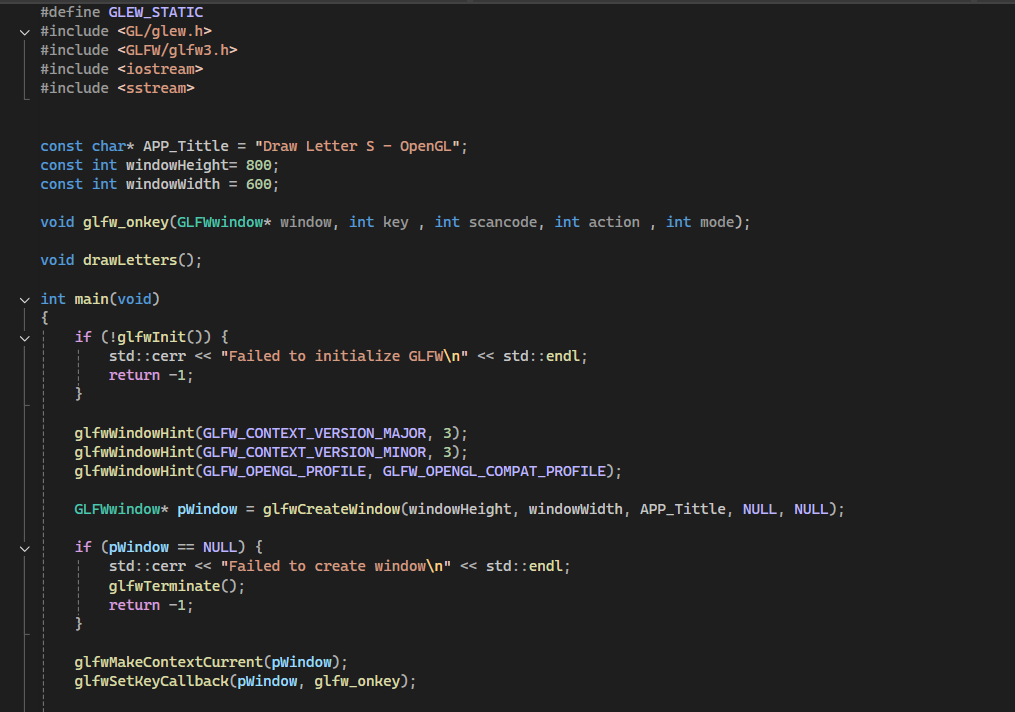 #define GLEW_STATIC
#include <GL/glew.h>
#include <GLFW/glfw3.h>
#include <iostream>
#include <sstream>
const char* APP_Tittle = "Draw Letter S - OpenGL";
const int windowHeight= 800;
const int windowWidth = 600;
void glfw_onkey(GLFWwindow* window, int key , int scancode, int action , int mode);
void drawLetters();
int main(void)
{
    if (!glfwInit()) {
        std::cerr << "Failed to initialize GLFW\n" << std::endl;
        return -1;
    }
    glfwWindowHint(GLFW_CONTEXT_VERSION_MAJOR, 3);
    glfwWindowHint(GLFW_CONTEXT_VERSION_MINOR, 3);
    glfwWindowHint(GLFW_OPENGL_PROFILE, GLFW_OPENGL_COMPAT_PROFILE);
    GLFWwindow* pWindow = glfwCreateWindow(windowHeight, windowWidth, APP_Tittle, NULL, NULL);
    if (pWindow == NULL) {
        std::cerr << "Failed to create window\n" << std::endl;
        glfwTerminate();
        return -1;
    }
    glfwMakeContextCurrent(pWindow);
    glfwSetKeyCallback(pWindow, glfw_onkey);